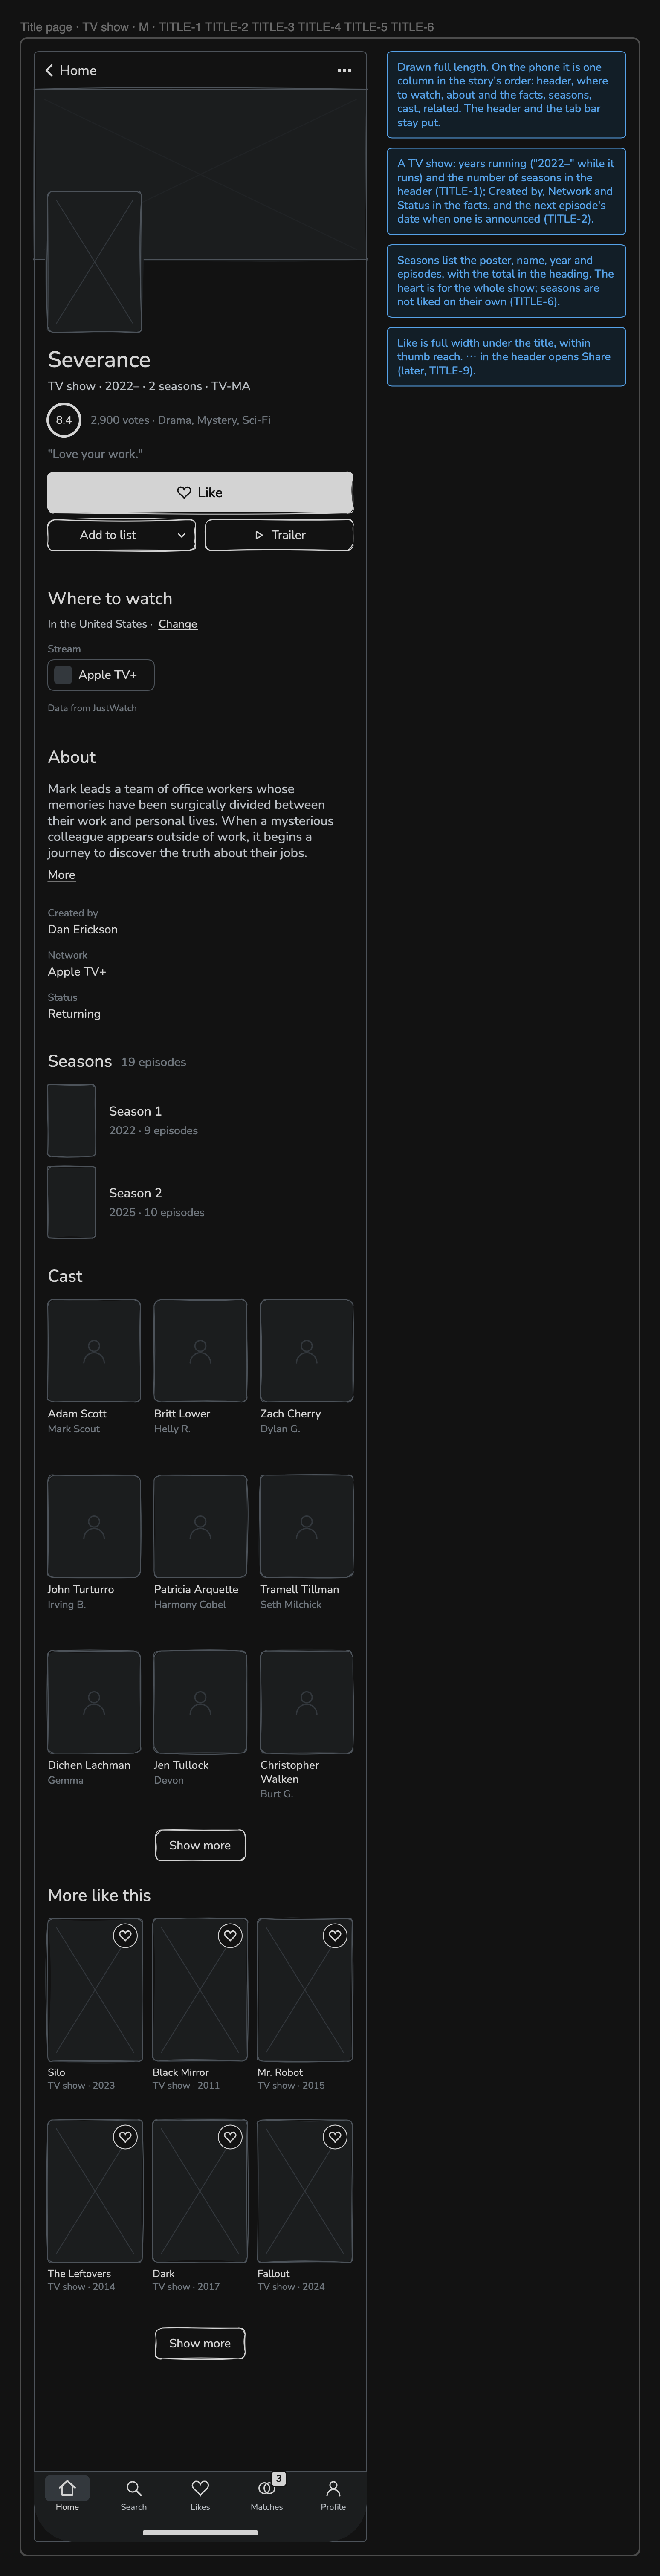 Title page · TV show · M · TITLE-1 TITLE-2 TITLE-3 TITLE-4 TITLE-5 TITLE-6
Home
Severance
TV show · 2022– · 2 seasons · TV-MA
8.4
2,900 votes · Drama, Mystery, Sci-Fi
"Love your work."
Like
Add to list
Trailer
Where to watch
In the United States · Change
Stream
Apple TV+
Data from JustWatch
About
Mark leads a team of office workers whose
memories have been surgically divided between
their work and personal lives. When a mysterious
colleague appears outside of work, it begins a
journey to discover the truth about their jobs.
More
Created by
Dan Erickson
Network
Apple TV+
Status
Returning
Seasons 19 episodes
Season 1
2022 · 9 episodes
Season 2
2025 · 10 episodes
Cast
Adam Scott
Mark Scout
Britt Lower
Helly R.
Zach Cherry
Dylan G.
John Turturro
Irving B.
Patricia Arquette
Harmony Cobel
Tramell Tillman
Seth Milchick
Dichen Lachman
Gemma
Jen Tullock
Devon
Christopher
Walken
Burt G.
Show more
More like this
Silo
TV show · 2023
Black Mirror
TV show · 2011
Mr. Robot
TV show · 2015
The Leftovers
TV show · 2014
Dark
TV show · 2017
Fallout
TV show · 2024
Show more
Home
Search
Likes
3
Matches
Profile
Drawn full length. On the phone it is one
column in the story's order: header, where
to watch, about and the facts, seasons,
cast, related. The header and the tab bar
stay put.
A TV show: years running ("2022–" while it
runs) and the number of seasons in the
header (TITLE-1); Created by, Network and
Status in the facts, and the next episode's
date when one is announced (TITLE-2).
Seasons list the poster, name, year and
episodes, with the total in the heading. The
heart is for the whole show; seasons are
not liked on their own (TITLE-6).
Like is full width under the title, within
thumb reach. ··· in the header opens Share
(later, TITLE-9).